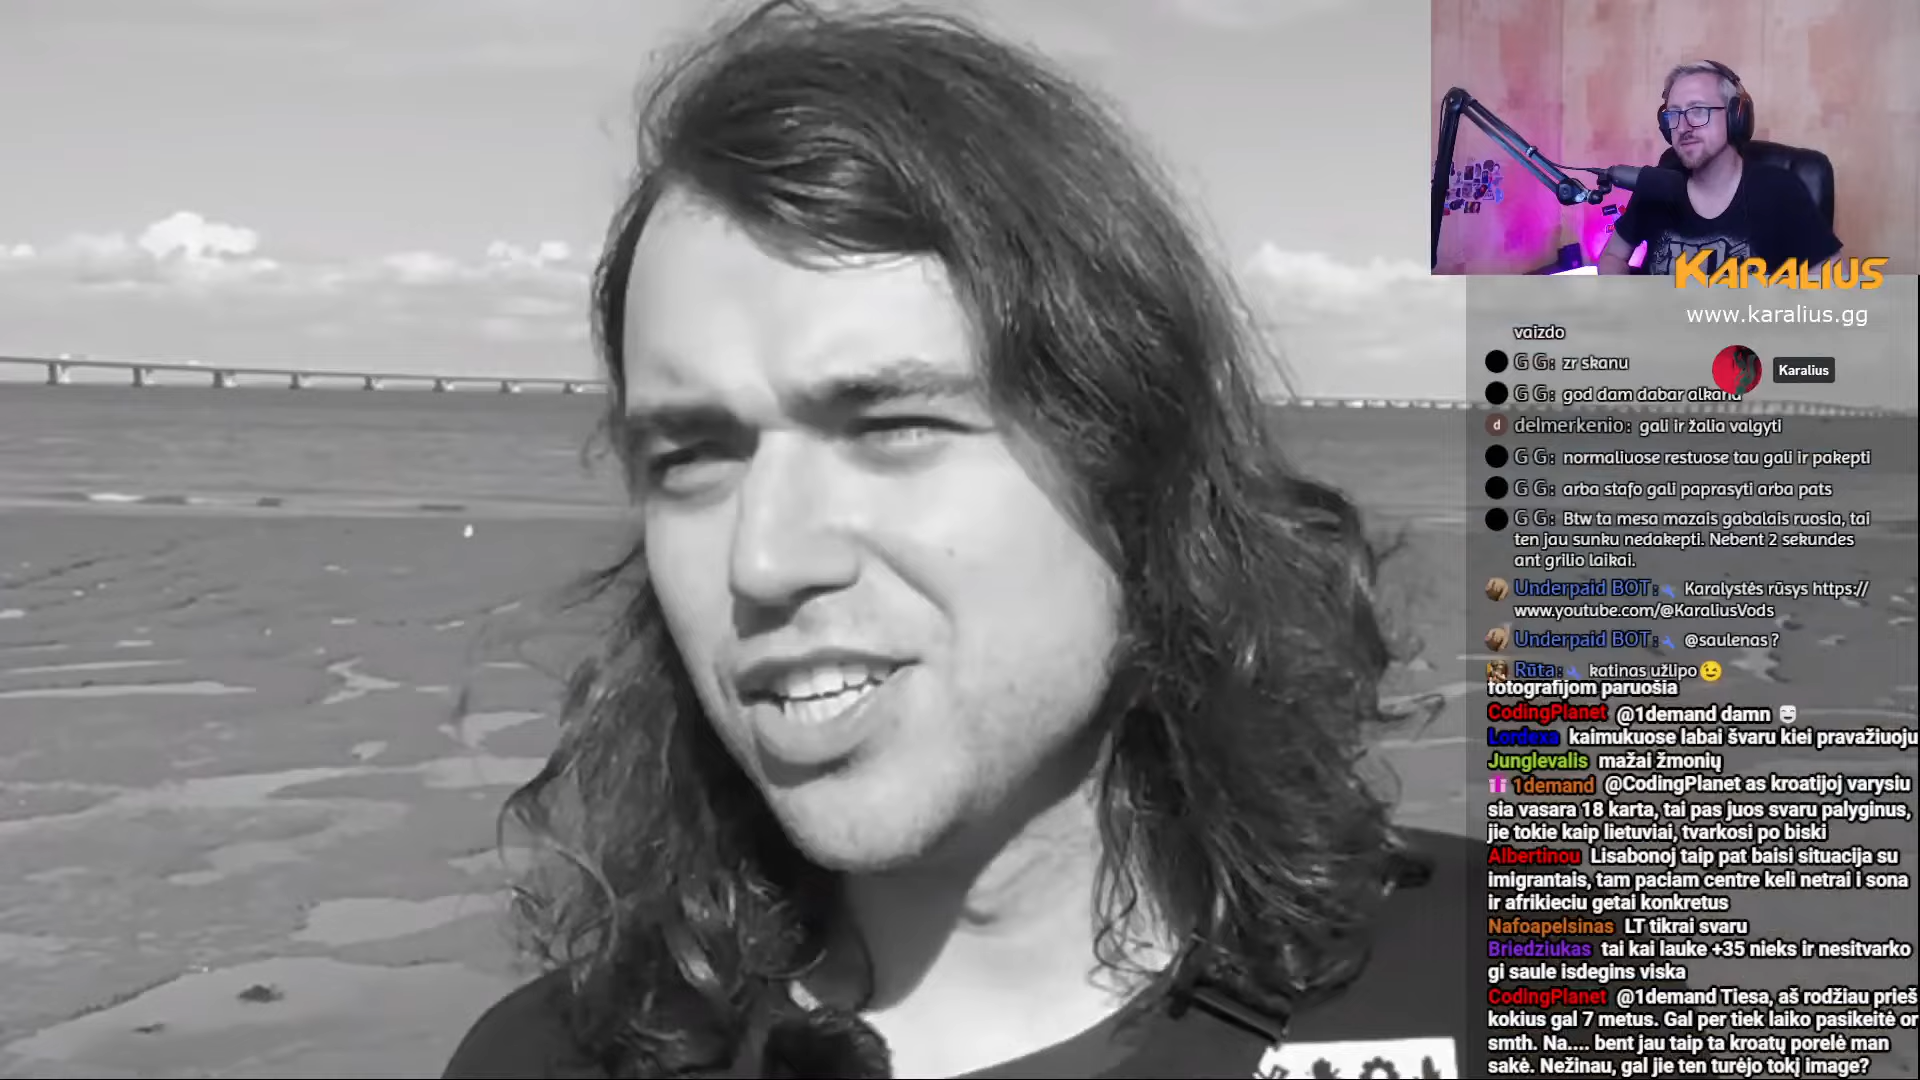 KARALIUS
www.karalius.gg
vaizdo
G G: zr skanu
Karalius
G G: god dam dabar alkana
d delmerkenio: gali ir žalia valgyti
G G: normaliuose restuose tau gali ir pakepti
G G: arba stafo gali paprasyti arba pats
G G: Btw ta mesa mazais gabalais ruosia, tai
ten jau sunku nedakepti. Nebent 2 sekundes
ant grilio laikai.
Underpaid BOT: Karalystės rūsys https://
www.youtube.com/@KaraliusVods
Underpaid BOT: @saulenas?
Rūta: katinas užlipo😉
fotografijom paruošia
CodingPlanet @1demand damn
Lordexa kaimukuose labai švaru kiei pravažiuoju
Junglevalis mažai žmonių
1demand @CodingPlanet as kroatijoj varysiu
sia vasara 18 karta, tai pas juos svaru palyginus,
jie tokie kaip lietuviai, tvarkosi po biski
Albertinou Lisabonoj taip pat baisi situacija su
imigrantais, tam paciam centre keli netrai i sona
ir afrikieciu getai konkretus
Nafoapelsinas LT tikrai svaru
Briedziukas tai kai lauke +35 nieks ir nesitvarko
gi saule isdegins viska
CodingPlanet @1demand Tiesa, aš rodžiau prieš
kokius gal 7 metus. Gal per tiek laiko pasikeitė or
smth. Na.... bent jau taip ta kroatų porelė man
sakė. Nežinau, gal jie ten turėjo tokį image?